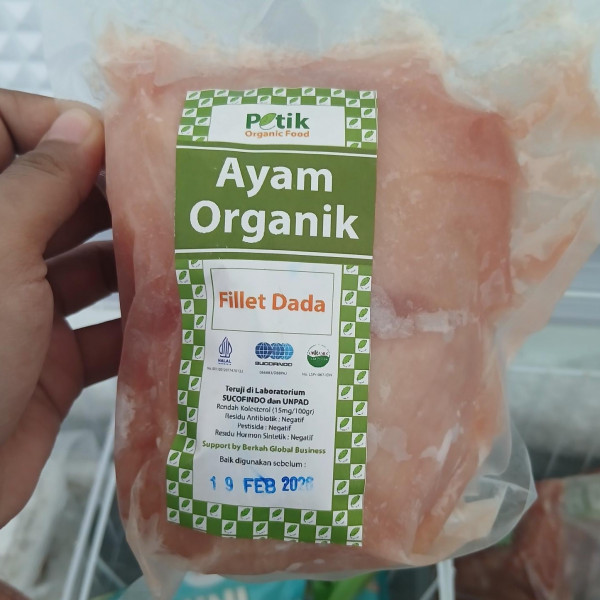 Potik
Organic Food
Ayam
Organik
Fillet Dada
HALAL
SUCOFINDO
Teruji di Laboratorium
SUCOFINDO dan UNPAD
Rendah Kolesterol (15mg/100gr)
Residu Antibiotik : Negatif
Pestisida : Negatif
Residu Hormon Sintetik : Negatif
Support by Berkah Global Business
Baik digunakan sebelum :
19 FEB 2026